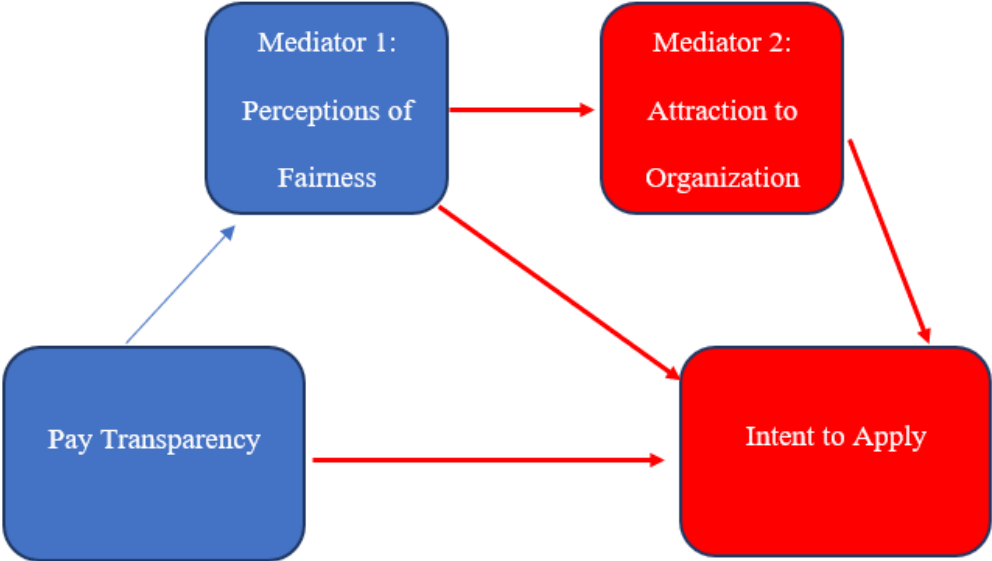 Mediator 1:
Perceptions of
Fairness
Mediator 2:
Attraction to
Organization
Pay Transparency
Intent to Apply